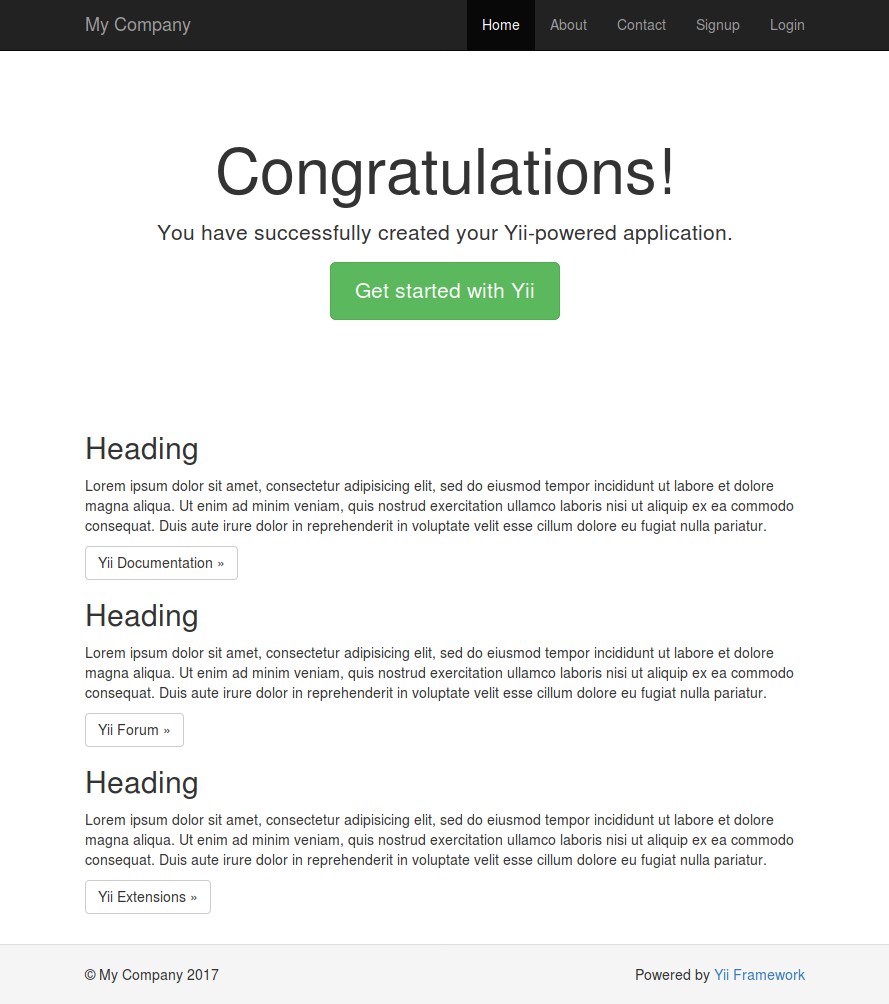 My Company
Home About Contact Signup Login
Congratulations!
You have successfully created your Yii-powered application.
Get started with Yii
Heading
Lorem ipsum dolor sit amet, consectetur adipisicing elit, sed do eiusmod tempor incididunt ut labore et dolore
magna aliqua. Ut enim ad minim veniam, quis nostrud exercitation ullamco laboris nisi ut aliquip ex ea commodo
consequat. Duis aute irure dolor in reprehenderit in voluptate velit esse cillum dolore eu fugiat nulla pariatur.
Yii Documentation »
Heading
Lorem ipsum dolor sit amet, consectetur adipisicing elit, sed do eiusmod tempor incididunt ut labore et dolore
magna aliqua. Ut enim ad minim veniam, quis nostrud exercitation ullamco laboris nisi ut aliquip ex ea commodo
consequat. Duis aute irure dolor in reprehenderit in voluptate velit esse cillum dolore eu fugiat nulla pariatur.
Yii Forum »
Heading
Lorem ipsum dolor sit amet, consectetur adipisicing elit, sed do eiusmod tempor incididunt ut labore et dolore
magna aliqua. Ut enim ad minim veniam, quis nostrud exercitation ullamco laboris nisi ut aliquip ex ea commodo
consequat. Duis aute irure dolor in reprehenderit in voluptate velit esse cillum dolore eu fugiat nulla pariatur.
Yii Extensions »
© My Company 2017
Powered by Yii Framework